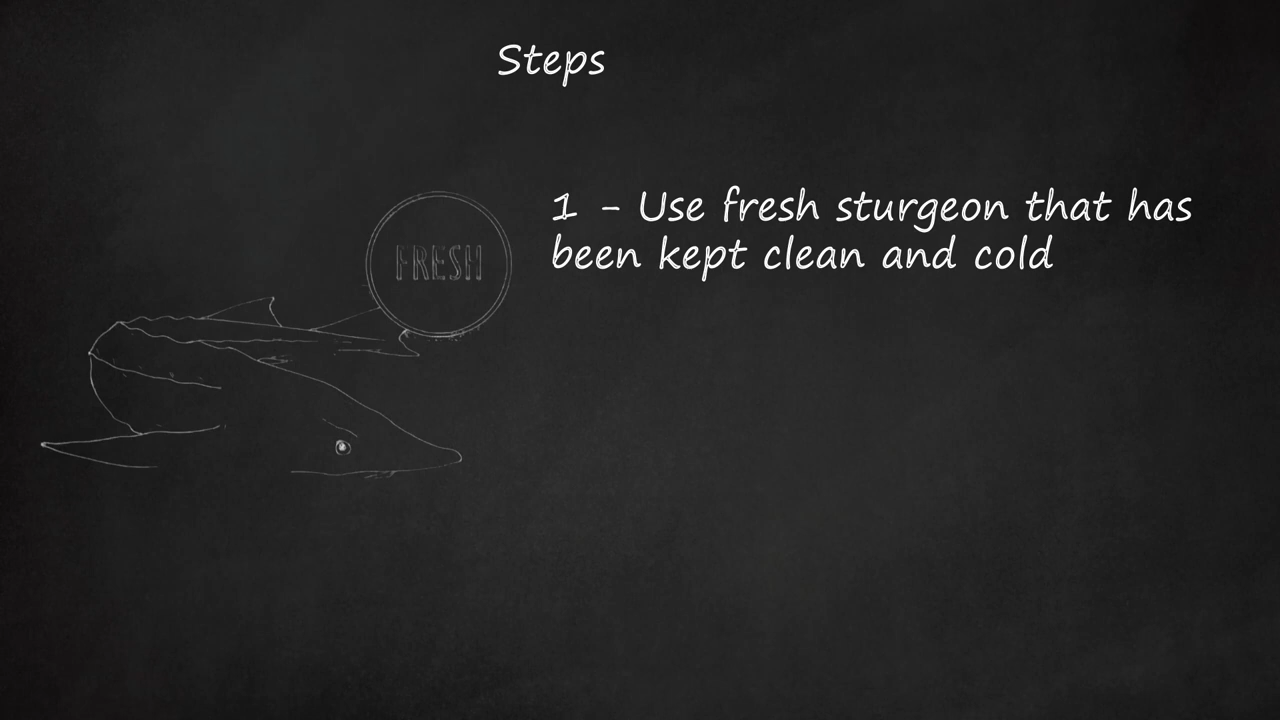 Steps
FRESH
1 - Use fresh sturgeon that has
been kept clean and cold